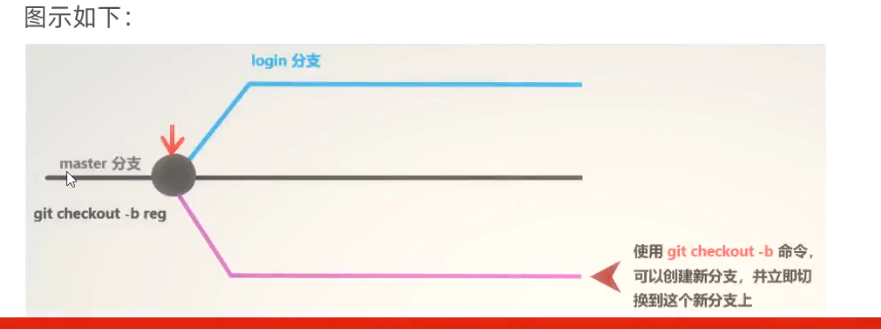 图示如下：
login 分支
master 分支
git checkout -b reg
使用 git checkout -b 命令，
可以创建新分支，并立即切
换到这个新分支上